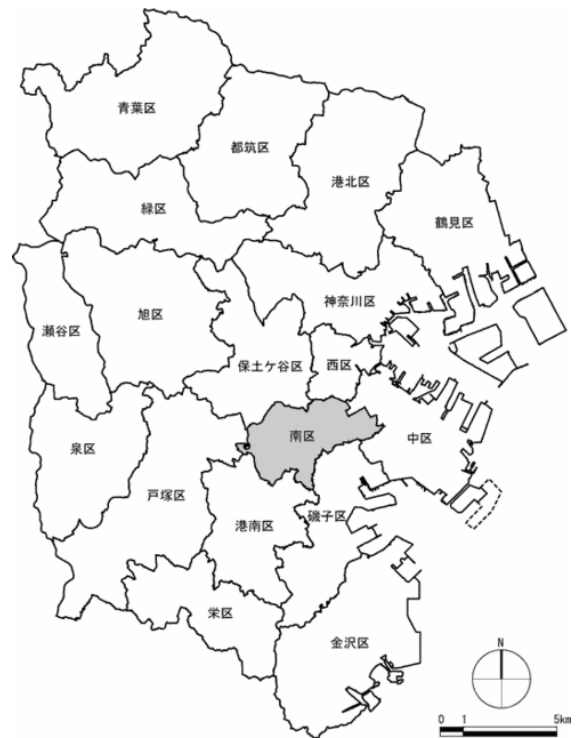 青葉区
都筑区
港北区
緑区
鶴見区
神奈川区
旭区
瀬谷区
保土ケ谷区
西区
南区
中区
泉区
戸塚区
港南区
磯子区
栄区
金沢区
N
0 1 5km